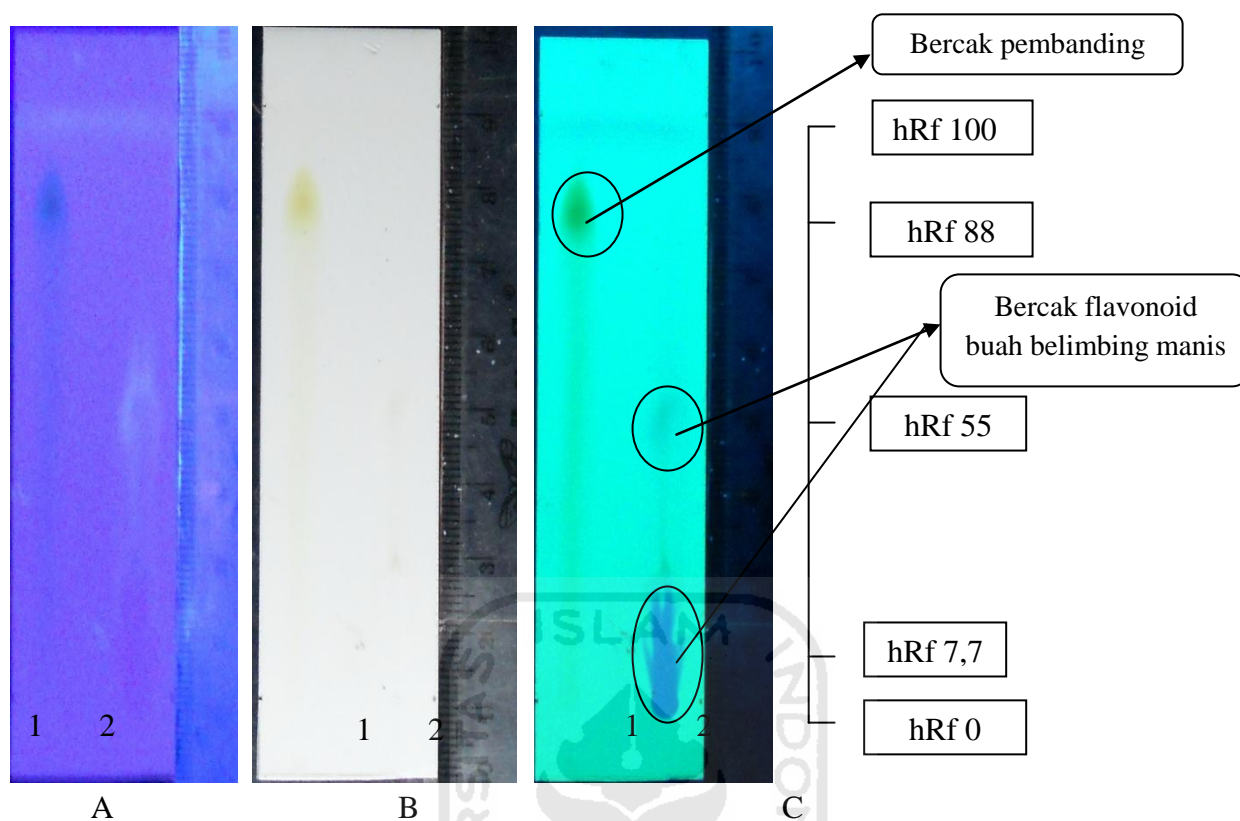 Bercak pembanding
hRf 100
hRf 88
Bercak flavonoid
buah belimbing manis
hRf 55
hRf 7,7
hRf 0
1 2
1 2
1 2
A B C
ISLAM